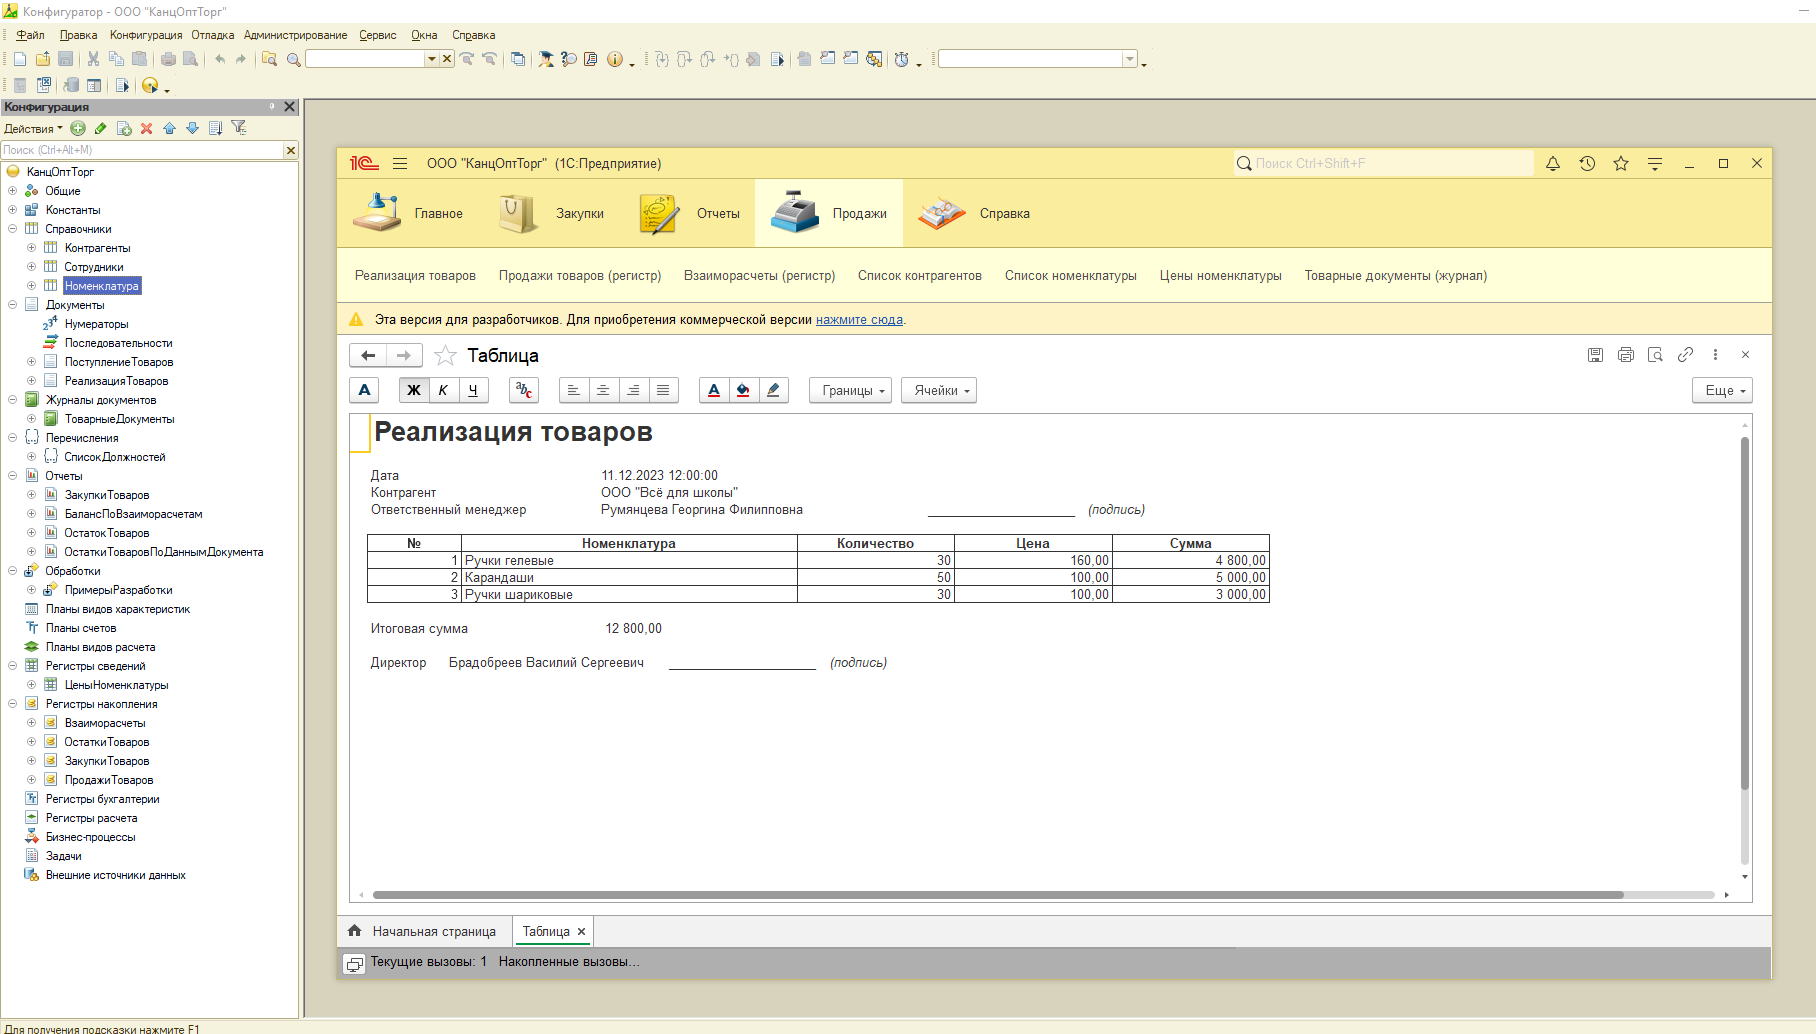 Конфигуратор - ООО "КанцОптТорг"
Файл Правка Конфигурация Отладка Администрирование Сервис Окна Справка
Конфигурация
Действия
Поиск (Ctrl+Alt+M)
КанцОптТорг
Общие
Константы
Справочники
Контрагенты
Сотрудники
Номенклатура
Документы
Нумераторы
Последовательности
ПоступлениеТоваров
РеализацияТоваров
Журналы документов
ТоварныеДокументы
Перечисления
СписокДолжностей
Отчеты
ЗакупкиТоваров
БалансПоВзаиморасчетам
ОстатокТоваров
ОстаткиТоваровПоДаннымДокумента
Обработки
ПримерыРазработки
Планы видов характеристик
Планы счетов
Планы видов расчета
Регистры сведений
ЦеныНоменклатуры
Регистры накопления
Взаиморасчеты
ОстаткиТоваров
ЗакупкиТоваров
ПродажиТоваров
Регистры бухгалтерии
Регистры расчета
Бизнес-процессы
Задачи
Внешние источники данных
1С ООО "КанцОптТорг" (1С:Предприятие) Поиск Ctrl+Shift+F
Главное Закупки Отчеты Продажи Справка
Реализация товаров Продажи товаров (регистр) Взаиморасчеты (регистр) Список контрагентов Список номенклатуры Цены номенклатуры Товарные документы (журнал)
Эта версия для разработчиков. Для приобретения коммерческой версии нажмите сюда.
Таблица
А Ж К Ч abc А Границы Ячейки Еще
Реализация товаров
Дата 11.12.2023 12:00:00
Контрагент ООО "Всё для школы"
Ответственный менеджер Румянцева Георгина Филипповна (подпись)
№ Номенклатура Количество Цена Сумма
1 Ручки гелевые 30 160,00 4 800,00
2 Карандаши 50 100,00 5 000,00
3 Ручки шариковые 30 100,00 3 000,00
Итоговая сумма 12 800,00
Директор Брадобреев Василий Сергеевич (подпись)
Начальная страница Таблица
Текущие вызовы: 1 Накопленные вызовы...
Для получения подсказки нажмите F1